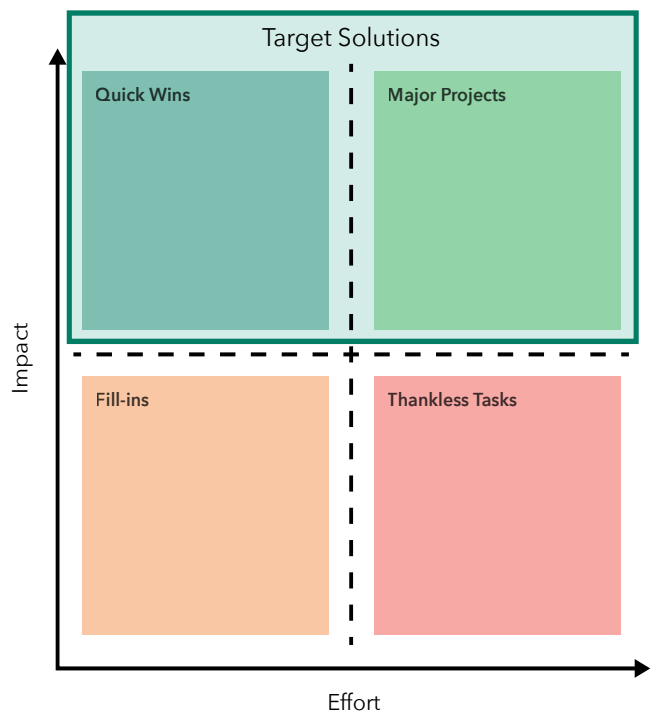 Target Solutions
Quick Wins
Major Projects
Impact
Fill-ins
Thankless Tasks
Effort